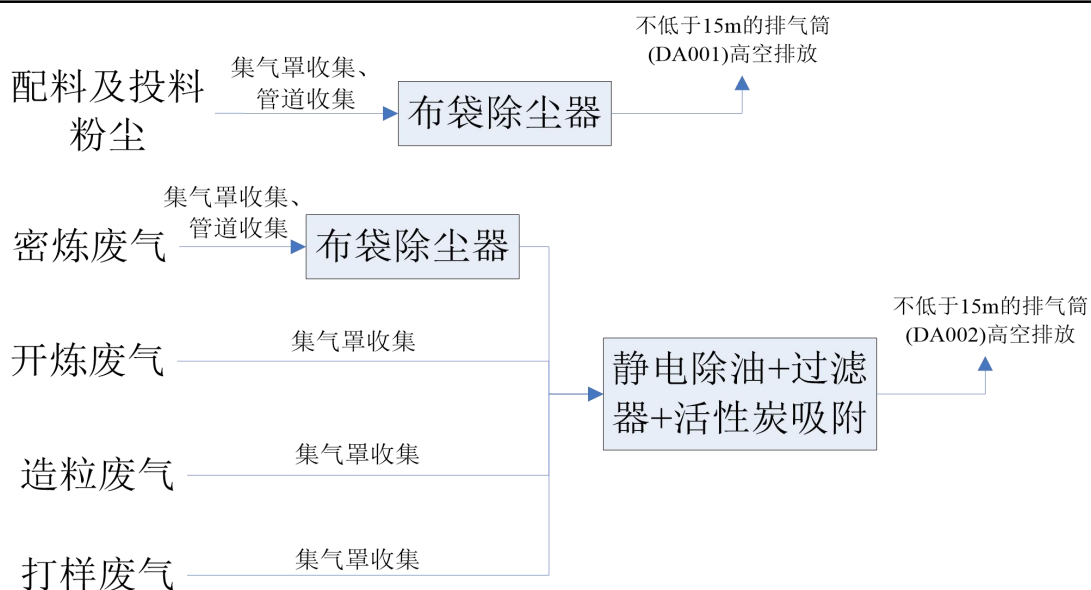 不低于15m的排气筒
(DA001)高空排放
集气罩收集、
管道收集
配料及投料
粉尘
布袋除尘器
集气罩收集、
管道收集
密炼废气
布袋除尘器
不低于15m的排气筒
(DA002)高空排放
集气罩收集
开炼废气
静电除油+过滤
器+活性炭吸附
集气罩收集
造粒废气
集气罩收集
打样废气